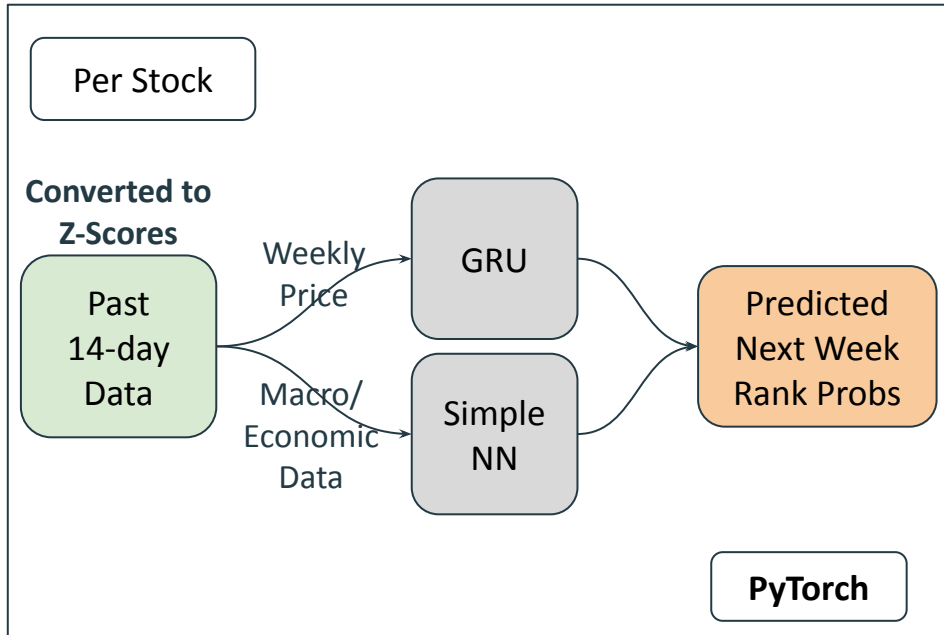 Per Stock
Converted to
Z-Scores
Past
14-day
Data
Weekly
Price
Macro/
Economic
Data
GRU
Simple
NN
Predicted
Next Week
Rank Probs
PyTorch